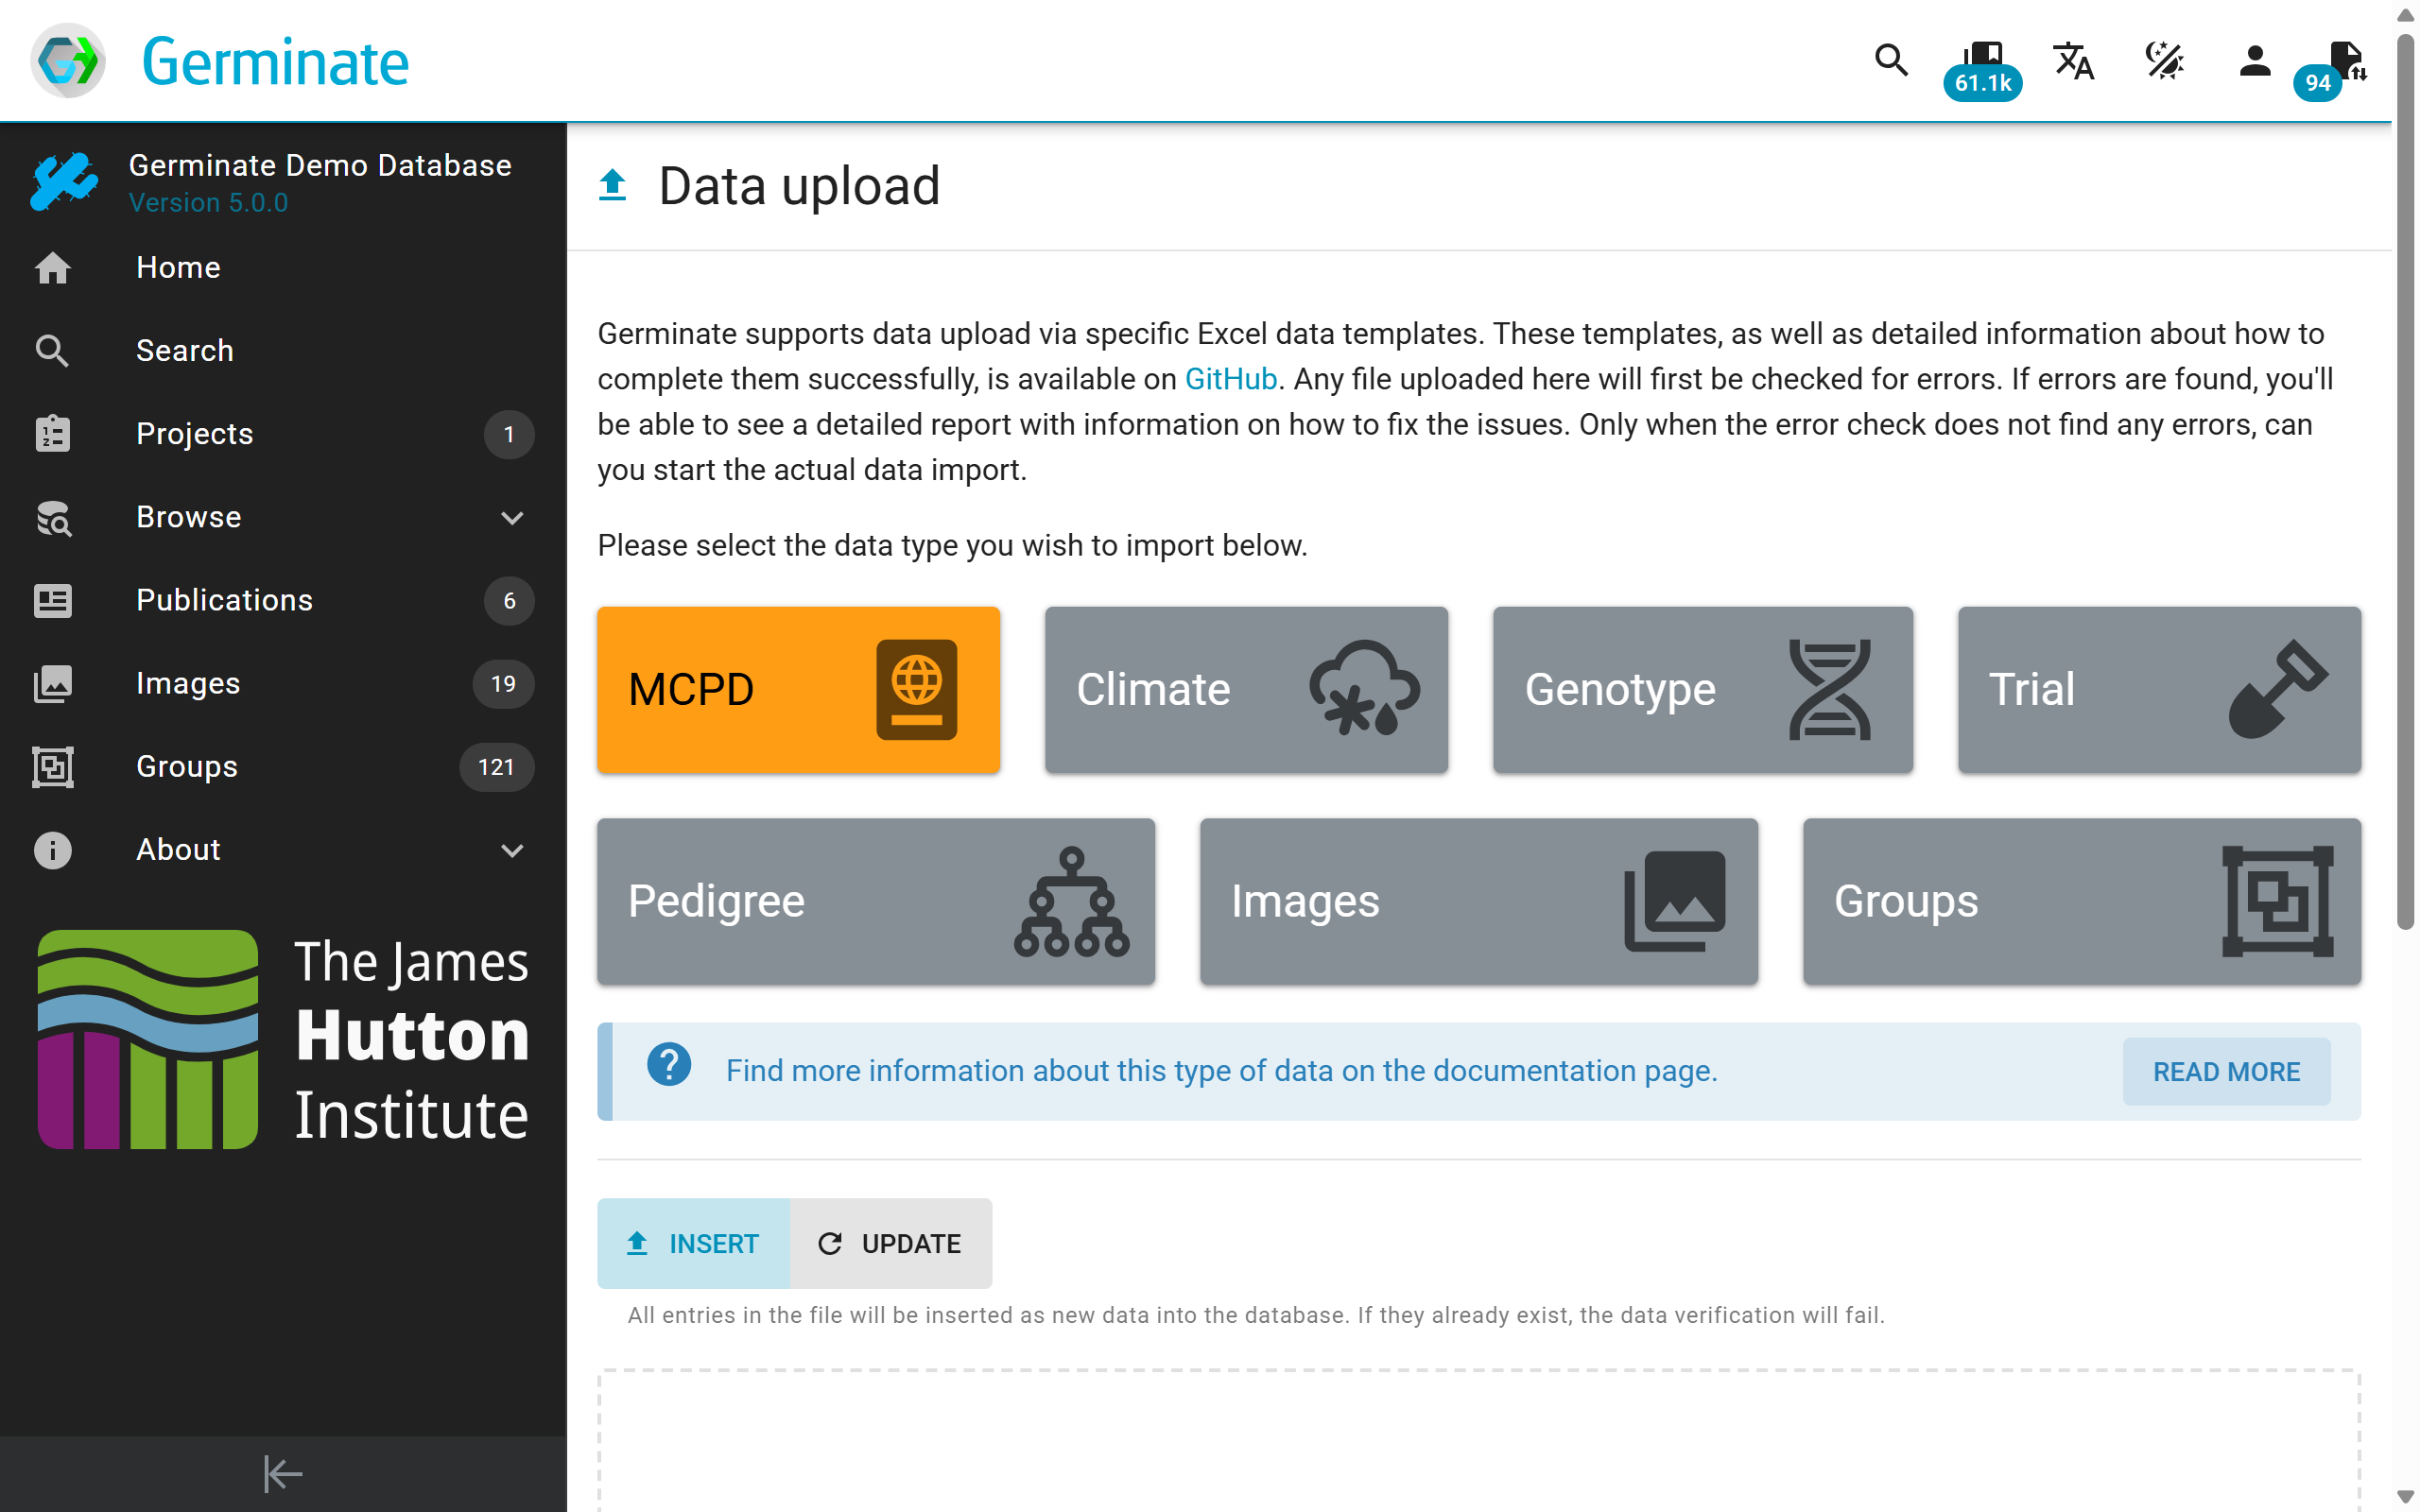 Germinate
61.1k
94
Germinate Demo Database
Version 5.0.0
Home
Search
Projects
1
Browse
Publications
6
Images
19
Groups
121
About
The James
Hutton
Institute
Data upload
Germinate supports data upload via specific Excel data templates. These templates, as well as detailed information about how to
complete them successfully, is available on GitHub. Any file uploaded here will first be checked for errors. If errors are found, you'll
be able to see a detailed report with information on how to fix the issues. Only when the error check does not find any errors, can
you start the actual data import.
Please select the data type you wish to import below.
MCPD
Climate
Genotype
Trial
Pedigree
Images
Groups
Find more information about this type of data on the documentation page.
READ MORE
INSERT
UPDATE
All entries in the file will be inserted as new data into the database. If they already exist, the data verification will fail.